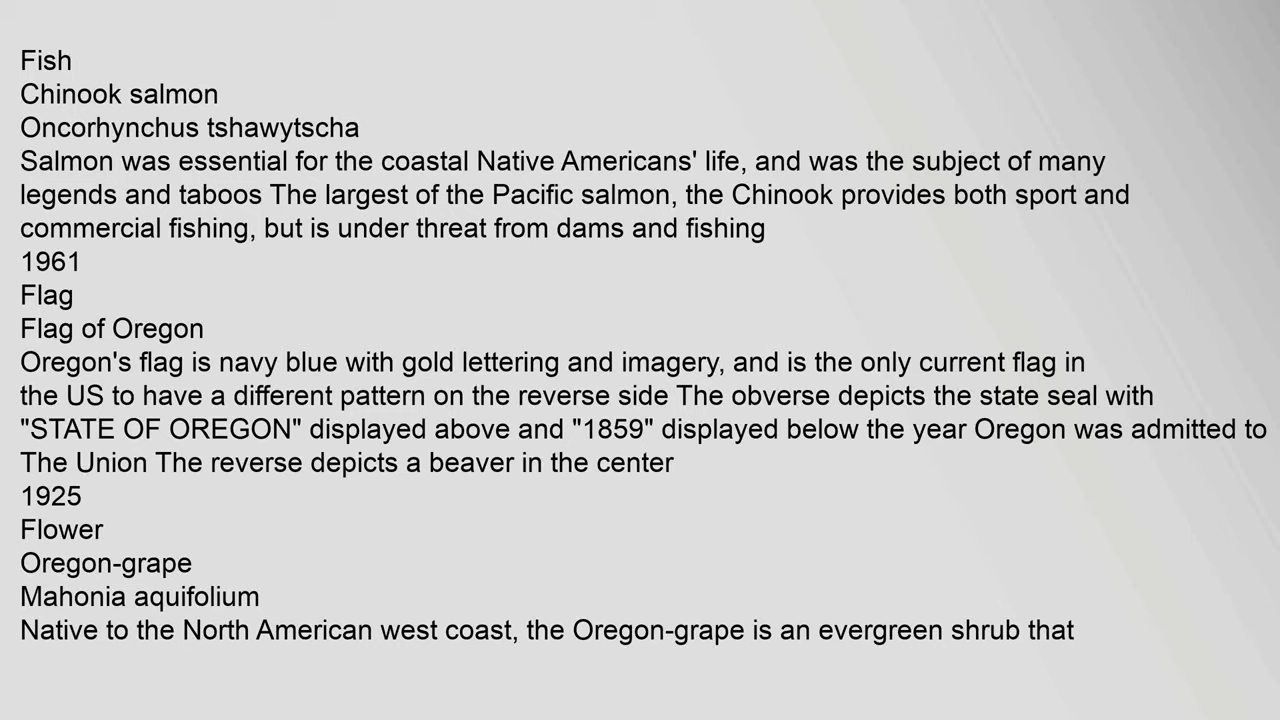 Fish
Chinook salmon
Oncorhynchus tshawytscha
Salmon was essential for the coastal Native Americans' life, and was the subject of many
legends and taboos The largest of the Pacific salmon, the Chinook provides both sport and
commercial fishing, but is under threat from dams and fishing
1961
Flag
Flag of Oregon
Oregon's flag is navy blue with gold lettering and imagery, and is the only current flag in
the US to have a different pattern on the reverse side The obverse depicts the state seal with
"STATE OF OREGON" displayed above and "1859" displayed below the year Oregon was admitted to
The Union The reverse depicts a beaver in the center
1925
Flower
Oregon-grape
Mahonia aquifolium
Native to the North American west coast, the Oregon-grape is an evergreen shrub that